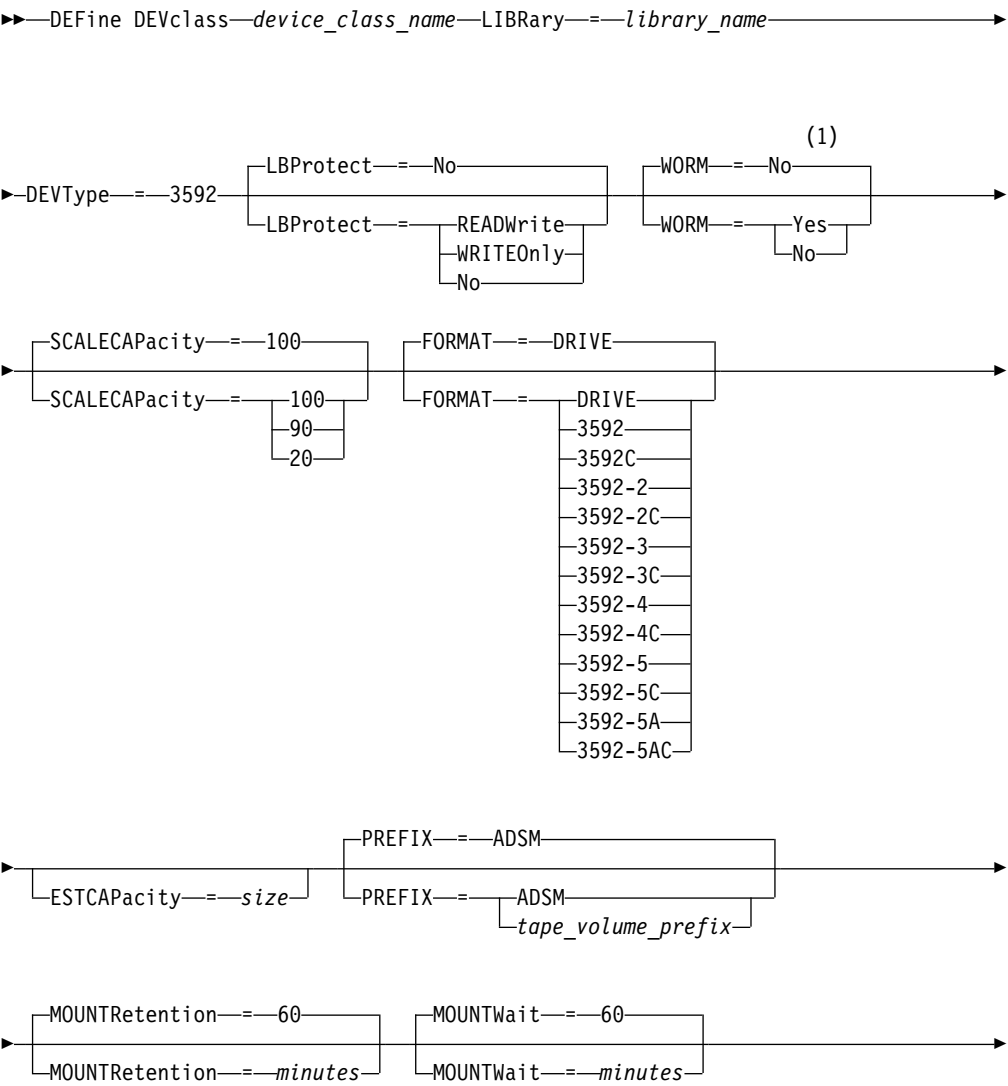 DEFine DEVclass device_class_name LIBRary = library_name
(1)
LBProtect = No WORM = No
DEVType = 3592
LBProtect = READWrite WORM = Yes
WRITEOnly No
No
SCALECAPacity = 100 FORMAT = DRIVE
SCALECAPacity = 100 FORMAT = DRIVE
90 3592
20 3592C
3592-2
3592-2C
3592-3
3592-3C
3592-4
3592-4C
3592-5
3592-5C
3592-5A
3592-5AC
PREFIX = ADSM
ESTCAPacity = size PREFIX = ADSM
tape_volume_prefix
MOUNTRetention = 60 MOUNTWait = 60
MOUNTRetention = minutes MOUNTWait = minutes